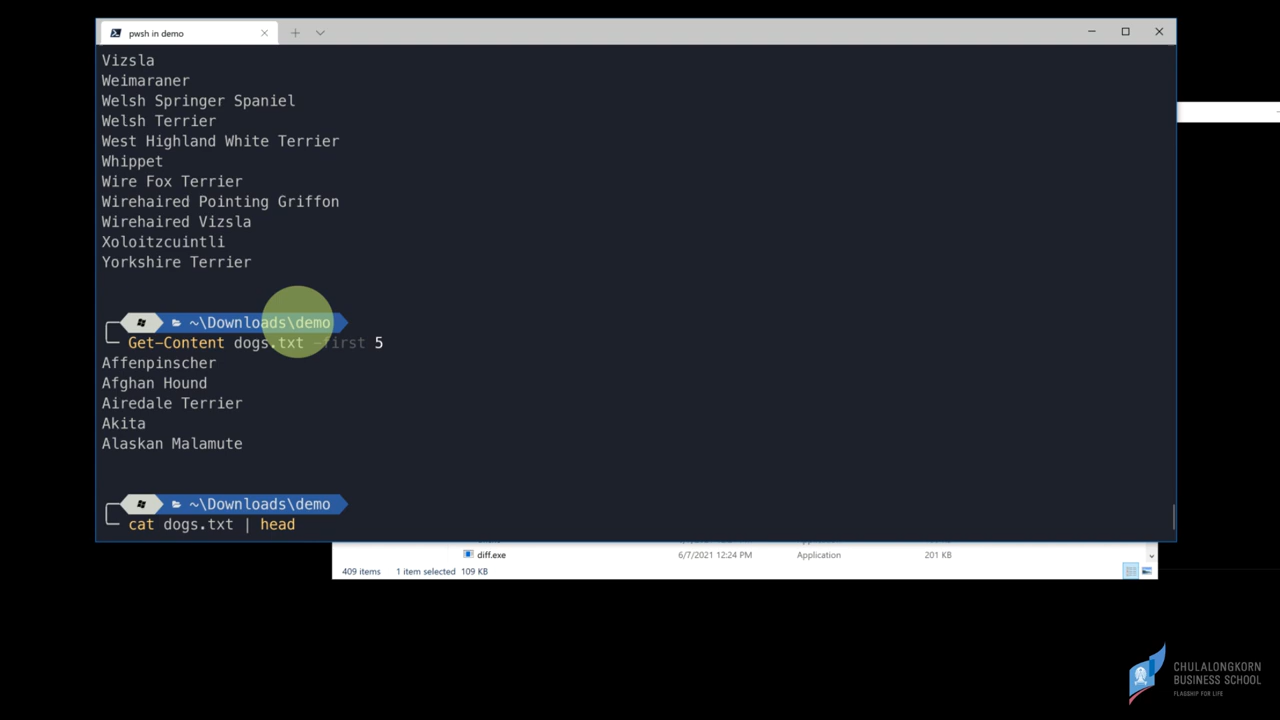 pwsh in demo
Vizsla
Weimaraner
Welsh Springer Spaniel
Welsh Terrier
West Highland White Terrier
Whippet
Wire Fox Terrier
Wirehaired Pointing Griffon
Wirehaired Vizsla
Xoloitzcuintli
Yorkshire Terrier
~\Downloads\demo
Get-Content dogs.txt -first 5
Affenpinscher
Afghan Hound
Airedale Terrier
Akita
Alaskan Malamute
~\Downloads\demo
cat dogs.txt | head
diff.exe 6/7/2021 12:24 PM Application 201 KB
409 items 1 item selected 109 KB
CHULALONGKORN
BUSINESS SCHOOL
FLAGSHIP FOR LIFE